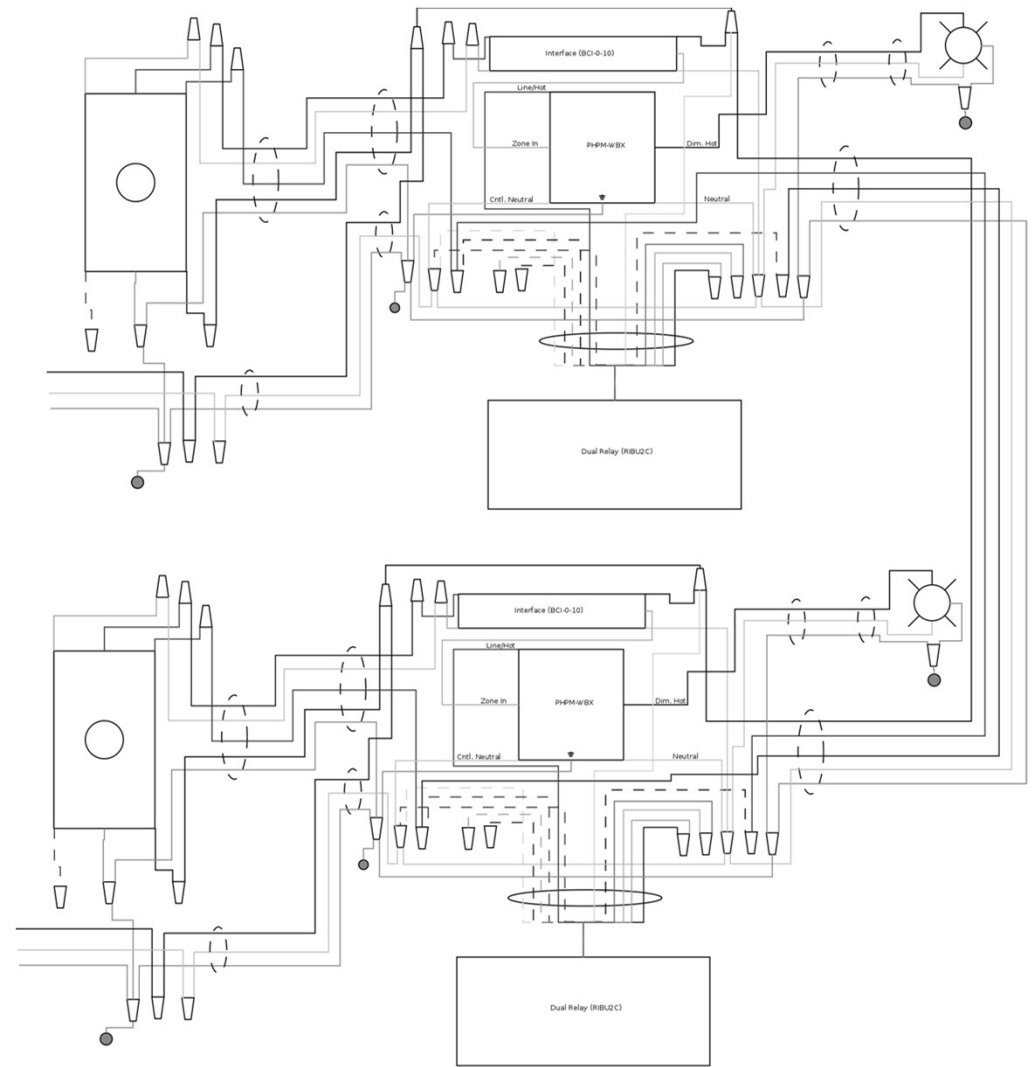 Interface (BCI-0-10)
Line/Hot
Zone In
PHPM-WBX
Dim. Hot
Cntl. Neutral
Neutral
Dual Relay (RIBU2C)
Interface (BCI-0-10)
Line/Hot
Zone In
PHPM-WBX
Dim. Hot
Cntl. Neutral
Neutral
Dual Relay (RIBU2C)